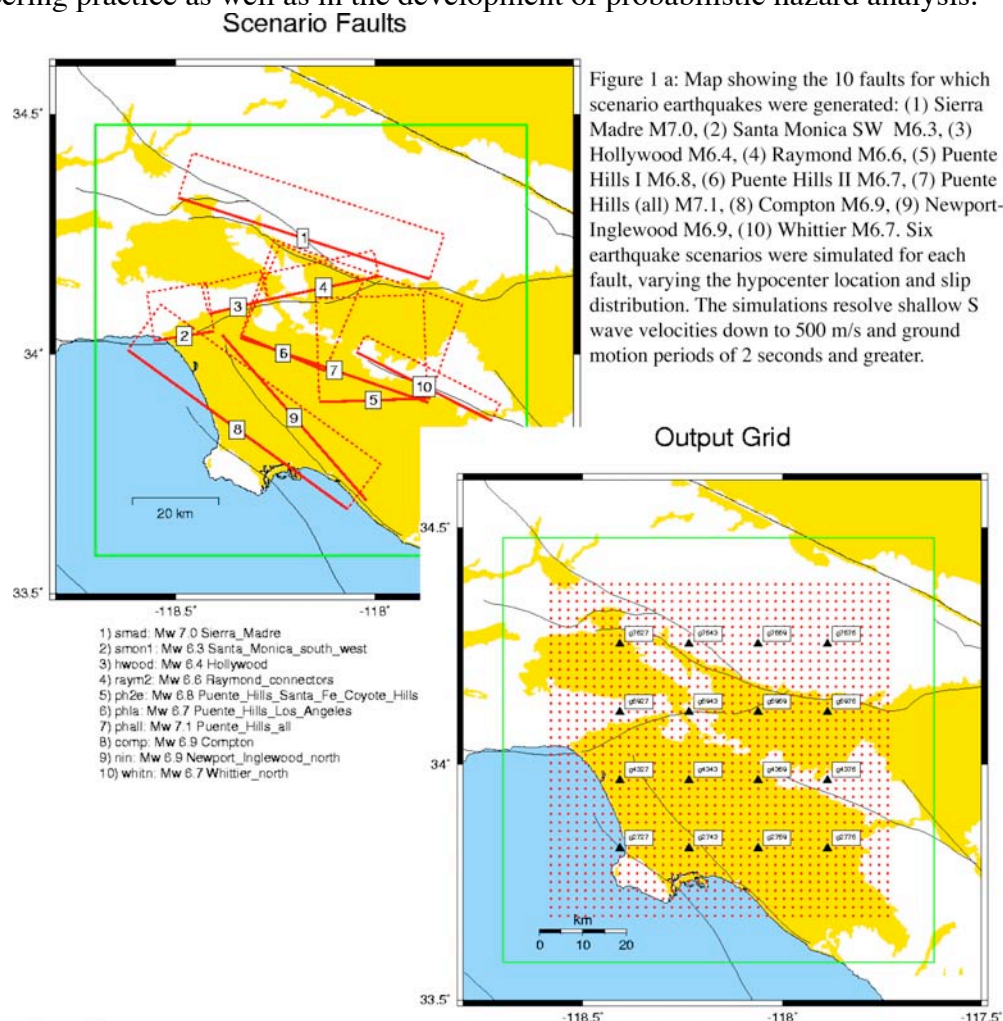 ering practice as well as in the development of probabilistic hazard analysis.
Scenario Faults
34.5°
34°
33.5°
-118.5°
-118°
1
2
3
4
5
6
7
8
9
10
20 km
Figure 1 a: Map showing the 10 faults for which
scenario earthquakes were generated: (1) Sierra
Madre M7.0, (2) Santa Monica SW M6.3, (3)
Hollywood M6.4, (4) Raymond M6.6, (5) Puente
Hills I M6.8, (6) Puente Hills II M6.7, (7) Puente
Hills (all) M7.1, (8) Compton M6.9, (9) Newport-
Inglewood M6.9, (10) Whittier M6.7. Six
earthquake scenarios were simulated for each
fault, varying the hypocenter location and slip
distribution. The simulations resolve shallow S
wave velocities down to 500 m/s and ground
motion periods of 2 seconds and greater.
1) smad: Mw 7.0 Sierra_Madre
2) smon1: Mw 6.3 Santa_Monica_south_west
3) hwood: Mw 6.4 Hollywood
4) raym2: Mw 6.6 Raymond_connectors
5) ph2e: Mw 6.8 Puente_Hills_Santa_Fe_Coyote_Hills
6) phla: Mw 6.7 Puente_Hills_Los_Angeles
7) phall: Mw 7.1 Puente_Hills_all
8) comp: Mw 6.9 Compton
9) nin: Mw 6.9 Newport_Inglewood_north
10) whitn: Mw 6.7 Whittier_north
Output Grid
34.5°
34°
33.5°
-118.5°
-118°
-117.5°
g4327
g4343
g2727
g2743
km
0 10 20